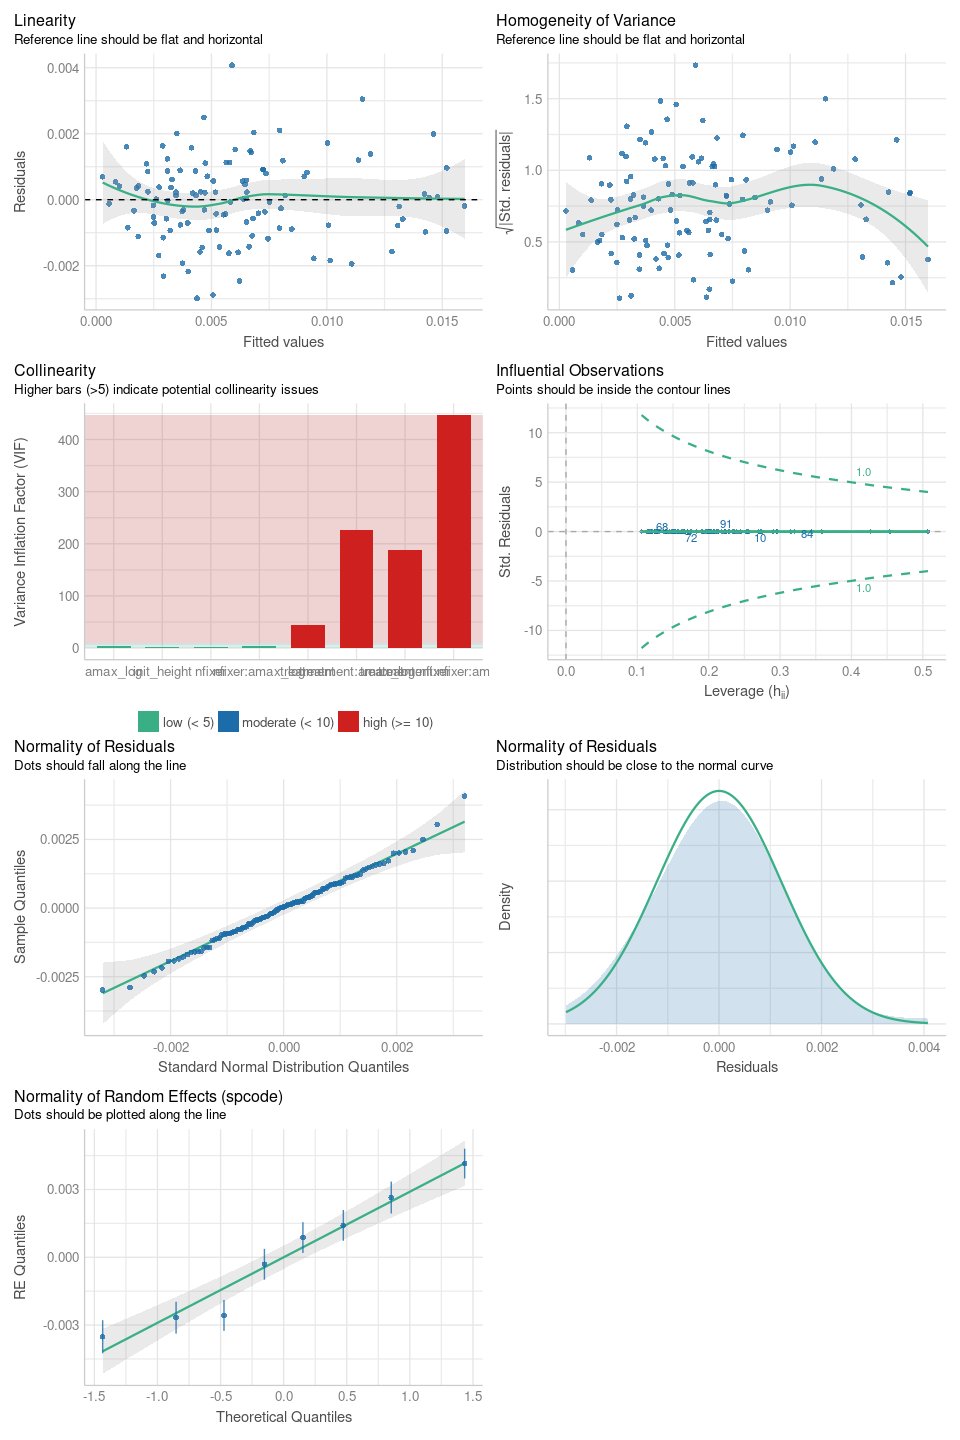 Linearity
Reference line should be flat and horizontal
0.004
0.002
0.000
-0.002
Residuals
0.000
0.005
0.010
0.015
Fitted values
Homogeneity of Variance
Reference line should be flat and horizontal
1.5
1.0
0.5
√|Std. residuals|
0.000
0.005
0.010
0.015
Fitted values
Collinearity
Higher bars (>5) indicate potential collinearity issues
400
300
200
100
0
Variance Inflation Factor (VIF)
amax_log
init_height
low (< 5)
moderate (< 10)
high (>= 10)
Influential Observations
Points should be inside the contour lines
10
5
0
-5
-10
Std. Residuals
1.0
68
91
72
10
84
1.0
0.0
0.1
0.2
0.3
0.4
0.5
Leverage (hii)
Normality of Residuals
Dots should fall along the line
0.0025
0.0000
-0.0025
Sample Quantiles
-0.002
0.000
0.002
Standard Normal Distribution Quantiles
Normality of Residuals
Distribution should be close to the normal curve
Density
-0.002
0.000
0.002
0.004
Residuals
Normality of Random Effects (spcode)
Dots should be plotted along the line
0.003
0.000
-0.003
RE Quantiles
-1.5
-1.0
-0.5
0.0
0.5
1.0
1.5
Theoretical Quantiles